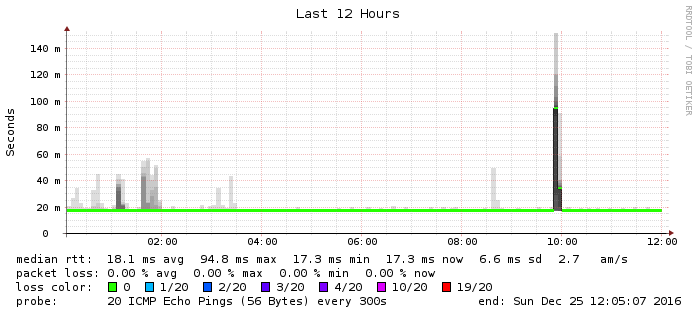 Last 12 Hours
RRDTOOL / TOBI OETIKER
Seconds
140 m
120 m
100 m
80 m
60 m
40 m
20 m
0
02:00 04:00 06:00 08:00 10:00 12:00
median rtt: 18.1 ms avg 94.8 ms max 17.3 ms min 17.3 ms now 6.6 ms sd 2.7 am/s
packet loss: 0.00 % avg 0.00 % max 0.00 % min 0.00 % now
loss color: 0 1/20 2/20 3/20 4/20 10/20 19/20
probe: 20 ICMP Echo Pings (56 Bytes) every 300s end: Sun Dec 25 12:05:07 2016